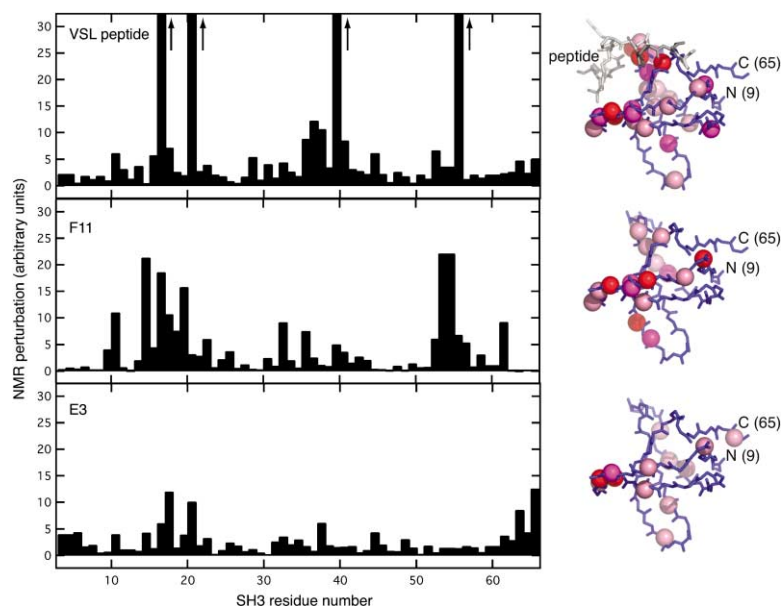 VSL peptide
30
25
20
15
10
5
0
peptide
C (65)
N (9)
NMR perturbation (arbitrary units)
F11
30
25
20
15
10
5
0
C (65)
N (9)
E3
30
25
20
15
10
5
0
C (65)
N (9)
10 20 30 40 50 60
SH3 residue number